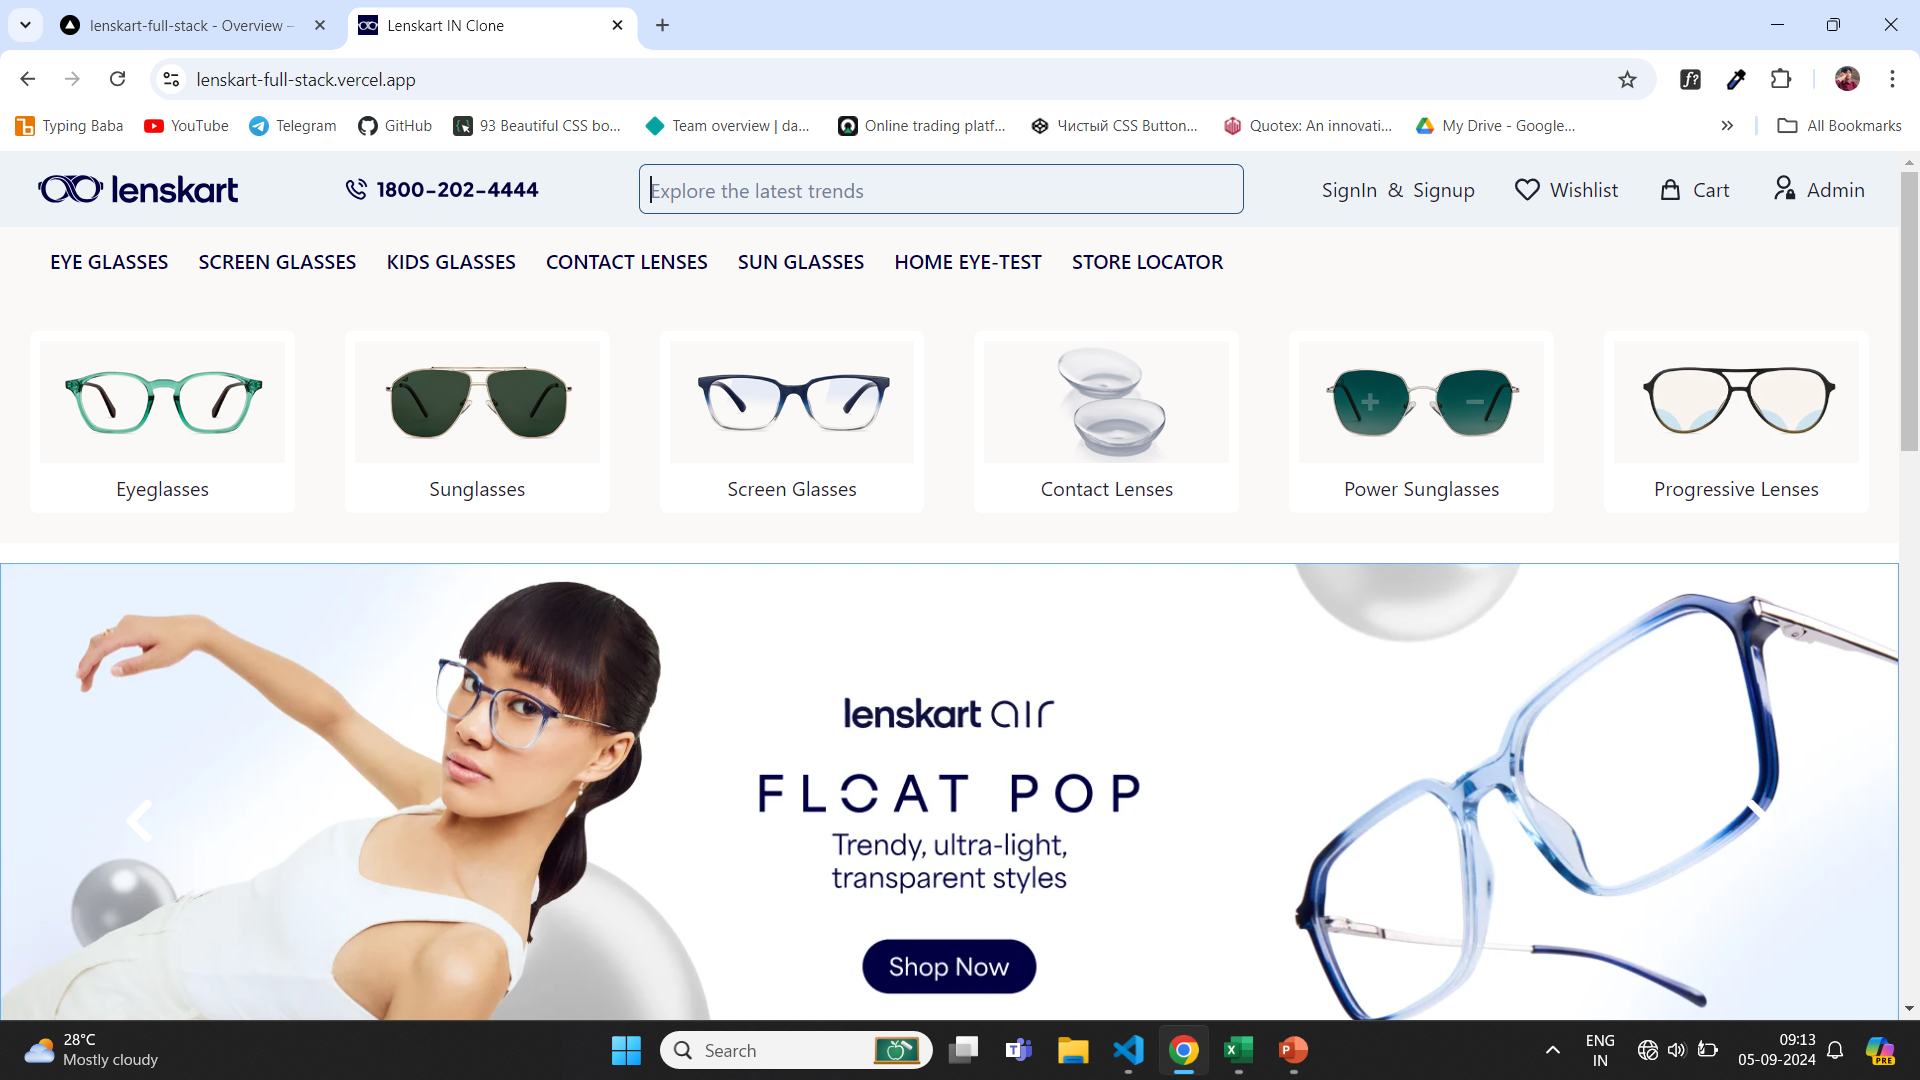 lenskart-full-stack - Overview –
Lenskart IN Clone
lenskart-full-stack.vercel.app
Typing Baba
YouTube
Telegram
GitHub
93 Beautiful CSS bo...
Team overview | da...
Online trading platf...
Чистый CSS Button...
Quotex: An innovati...
My Drive - Google...
All Bookmarks
lenskart
1800-202-4444
Explore the latest trends
SignIn & Signup
Wishlist
Cart
Admin
EYE GLASSES SCREEN GLASSES KIDS GLASSES CONTACT LENSES SUN GLASSES HOME EYE-TEST STORE LOCATOR
Eyeglasses
Sunglasses
Screen Glasses
Contact Lenses
Power Sunglasses
Progressive Lenses
lenskart air
FLOAT POP
Trendy, ultra-light,
transparent styles
Shop Now
28°C
Mostly cloudy
Search
ENG
IN
09:13
05-09-2024
PRE